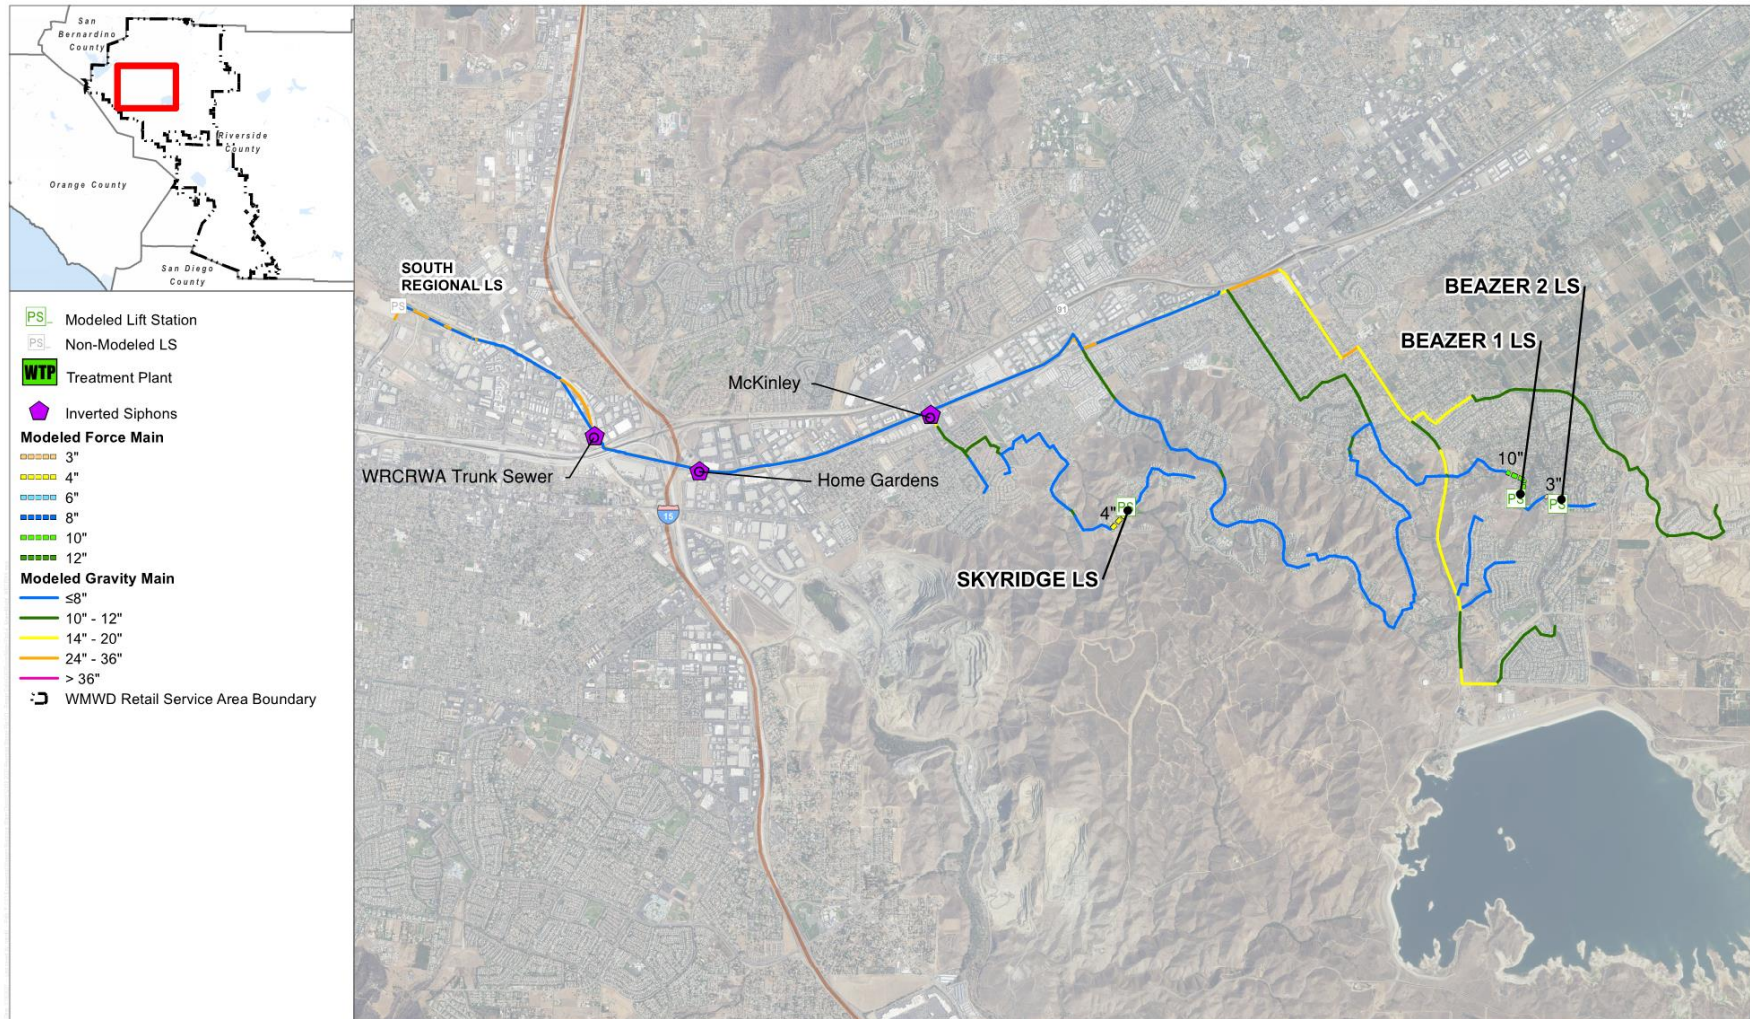 San
Bernardino
County
Riverside
County
Orange County
San Diego
County
PS
Modeled Lift Station
PS
Non-Modeled LS
WTP
Treatment Plant
Inverted Siphons
Modeled Force Main
3"
4"
6"
8"
10"
12"
Modeled Gravity Main
≤8"
10" - 12"
14" - 20"
24" - 36"
> 36"
WMWD Retail Service Area Boundary
SOUTH
REGIONAL LS
PS
BEAZER 2 LS
91
BEAZER 1 LS
McKinley
WRCRWA Trunk Sewer
Home Gardens
10"
3"
PS
PS
15
4"
PS
SKYRIDGE LS